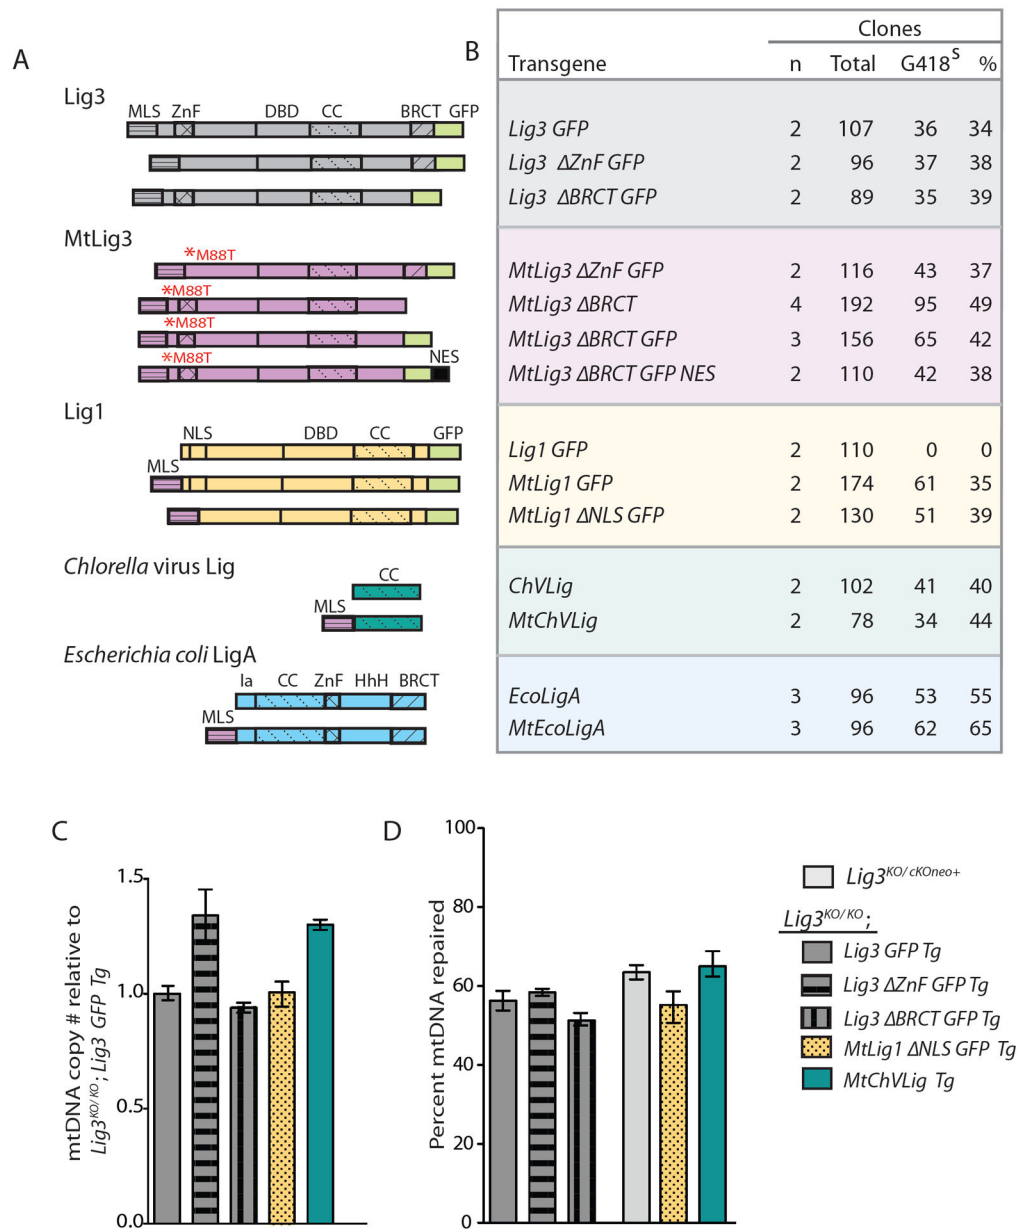 A
Lig3
MLS ZnF DBD CC BRCT GFP
MtLig3
*M88T
*M88T
*M88T
NES
*M88T
Lig1
NLS DBD CC GFP
MLS
Chlorella virus Lig
CC
MLS
Escherichia coli LigA
Ia CC ZnF HhH BRCT
MLS
B
Clones
Transgene n Total G418S %
Lig3 GFP 2 107 36 34
Lig3 ΔZnF GFP 2 96 37 38
Lig3 ΔBRCT GFP 2 89 35 39
MtLig3 ΔZnF GFP 2 116 43 37
MtLig3 ΔBRCT 4 192 95 49
MtLig3 ΔBRCT GFP 3 156 65 42
MtLig3 ΔBRCT GFP NES 2 110 42 38
Lig1 GFP 2 110 0 0
MtLig1 GFP 2 174 61 35
MtLig1 ΔNLS GFP 2 130 51 39
ChVLig 2 102 41 40
MtChVLig 2 78 34 44
EcoLigA 3 96 53 55
MtEcoLigA 3 96 62 65
C
mtDNA copy # relative to
Lig3KO/KO; Lig3 GFP Tg
1.5
1.0
0.5
0.0
D
Percent mtDNA repaired
100
80
60
40
20
0
Lig3KO/cKOneo+
Lig3KO/KO;
Lig3 GFP Tg
Lig3 ΔZnF GFP Tg
Lig3 ΔBRCT GFP Tg
MtLig1 ΔNLS GFP Tg
MtChVLig Tg